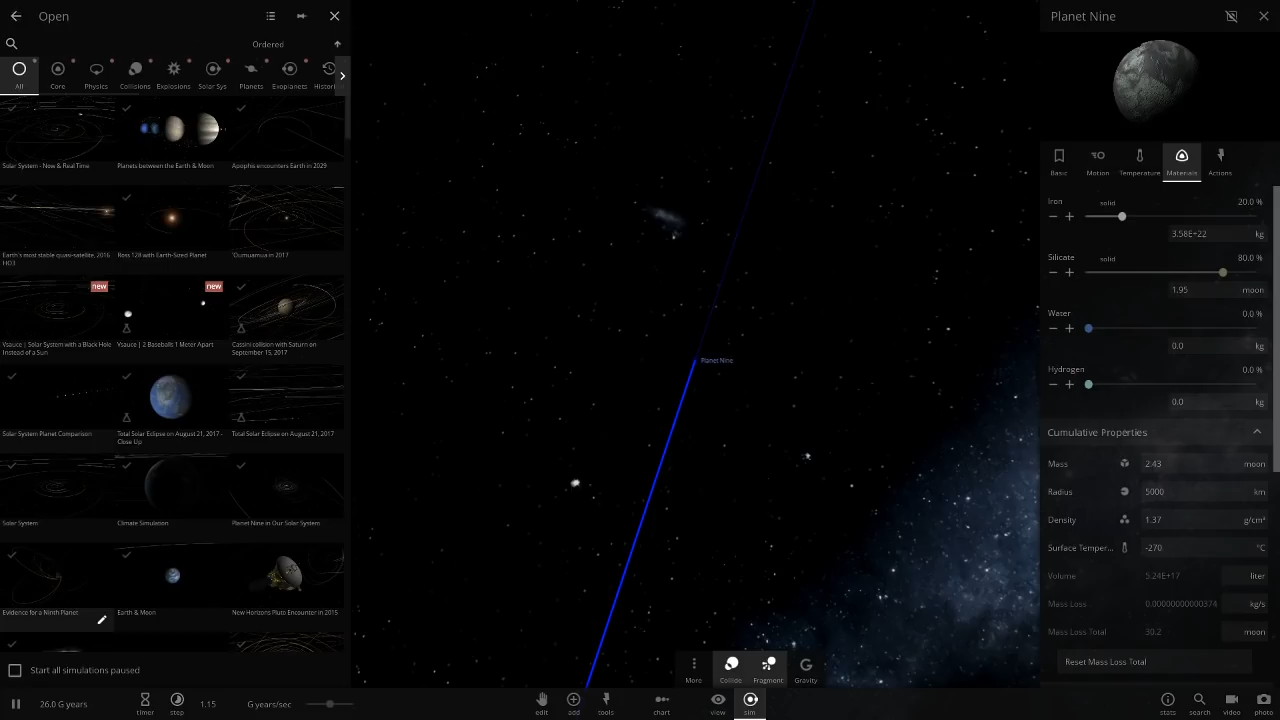 Open
Ordered
All
Core
Physics
Collisions
Explosions
Solar Sys
Planets
Exoplanets
Histori
Solar System - Now & Real Time
Planets between the Earth & Moon
Apophis encounters Earth in 2029
Earth's most stable quasi-satellite, 2016
HO3
Ross 128 with Earth-Sized Planet
'Oumuamua in 2017
new
new
Vsauce | Solar System with a Black Hole
Instead of a Sun
Vsauce | 2 Baseballs 1 Meter Apart
Cassini collision with Saturn on
September 15, 2017
Solar System Planet Comparison
Total Solar Eclipse on August 21, 2017 -
Close Up
Total Solar Eclipse on August 21, 2017
Solar System
Climate Simulation
Planet Nine in Our Solar System
Evidence for a Ninth Planet
Earth & Moon
New Horizons Pluto Encounter in 2015
Start all simulations paused
26.0 G years
timer
step
1.15
G years/sec
Planet Nine
More
Collide
Fragment
Gravity
edit
add
tools
chart
view
sim
Planet Nine
Basic
Motion
Temperature
Materials
Actions
Iron
solid
20.0 %
3.58E+22
kg
Silicate
solid
80.0 %
1.95
moon
Water
0.0 %
0.0
kg
Hydrogen
0.0 %
0.0
kg
Cumulative Properties
Mass
2.43
moon
Radius
5000
km
Density
1.37
g/cm³
Surface Temper...
-270
°C
Volume
5.24E+17
liter
Mass Loss
0.00000000000374
kg/s
Mass Loss Total
30.2
moon
Reset Mass Loss Total
stats
search
video
photo